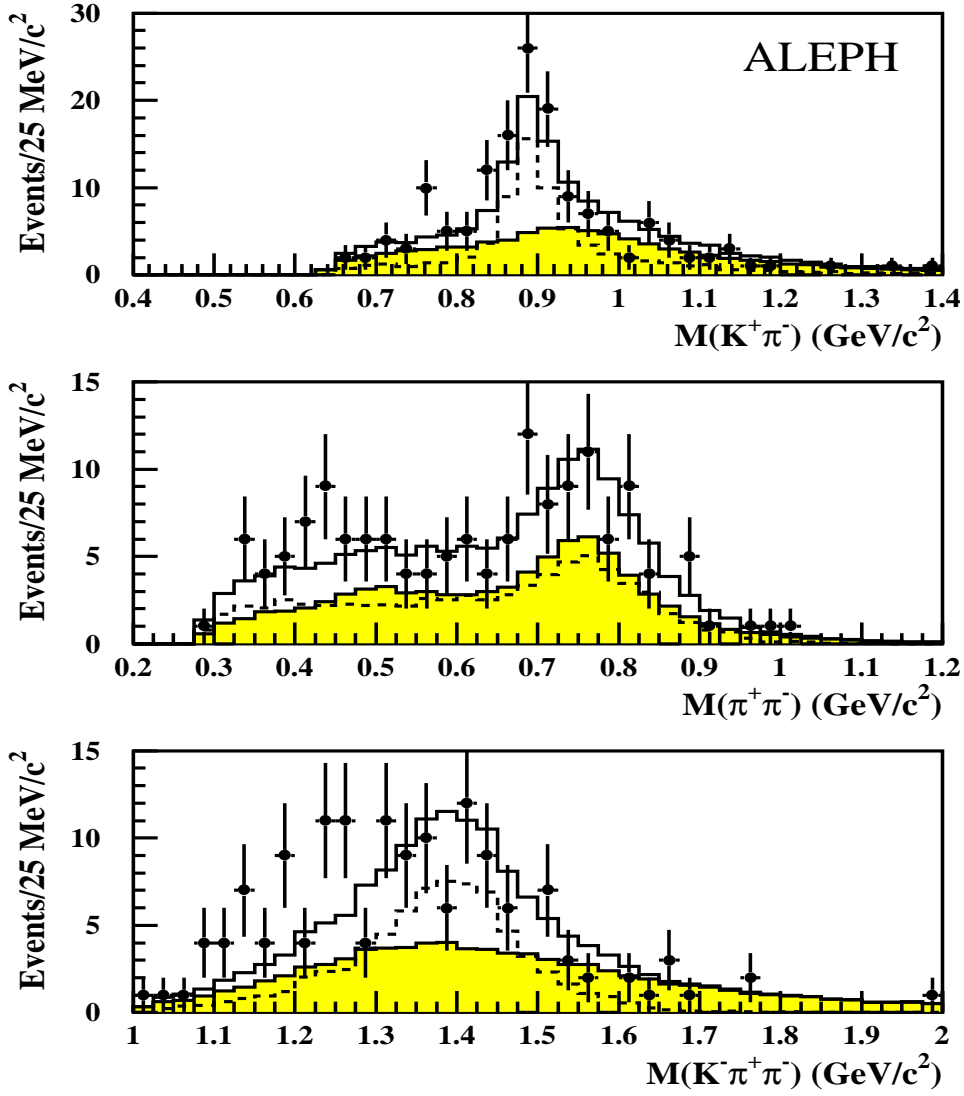 Events/25 MeV/c²
30
20
10
0
ALEPH
0.4 0.5 0.6 0.7 0.8 0.9 1 1.1 1.2 1.3 1.4
M(K⁺π⁻) (GeV/c²)
Events/25 MeV/c²
15
10
5
0
0.2 0.3 0.4 0.5 0.6 0.7 0.8 0.9 1 1.1 1.2
M(π⁺π⁻) (GeV/c²)
Events/25 MeV/c²
15
10
5
0
1 1.1 1.2 1.3 1.4 1.5 1.6 1.7 1.8 1.9 2
M(K⁻π⁺π⁻) (GeV/c²)